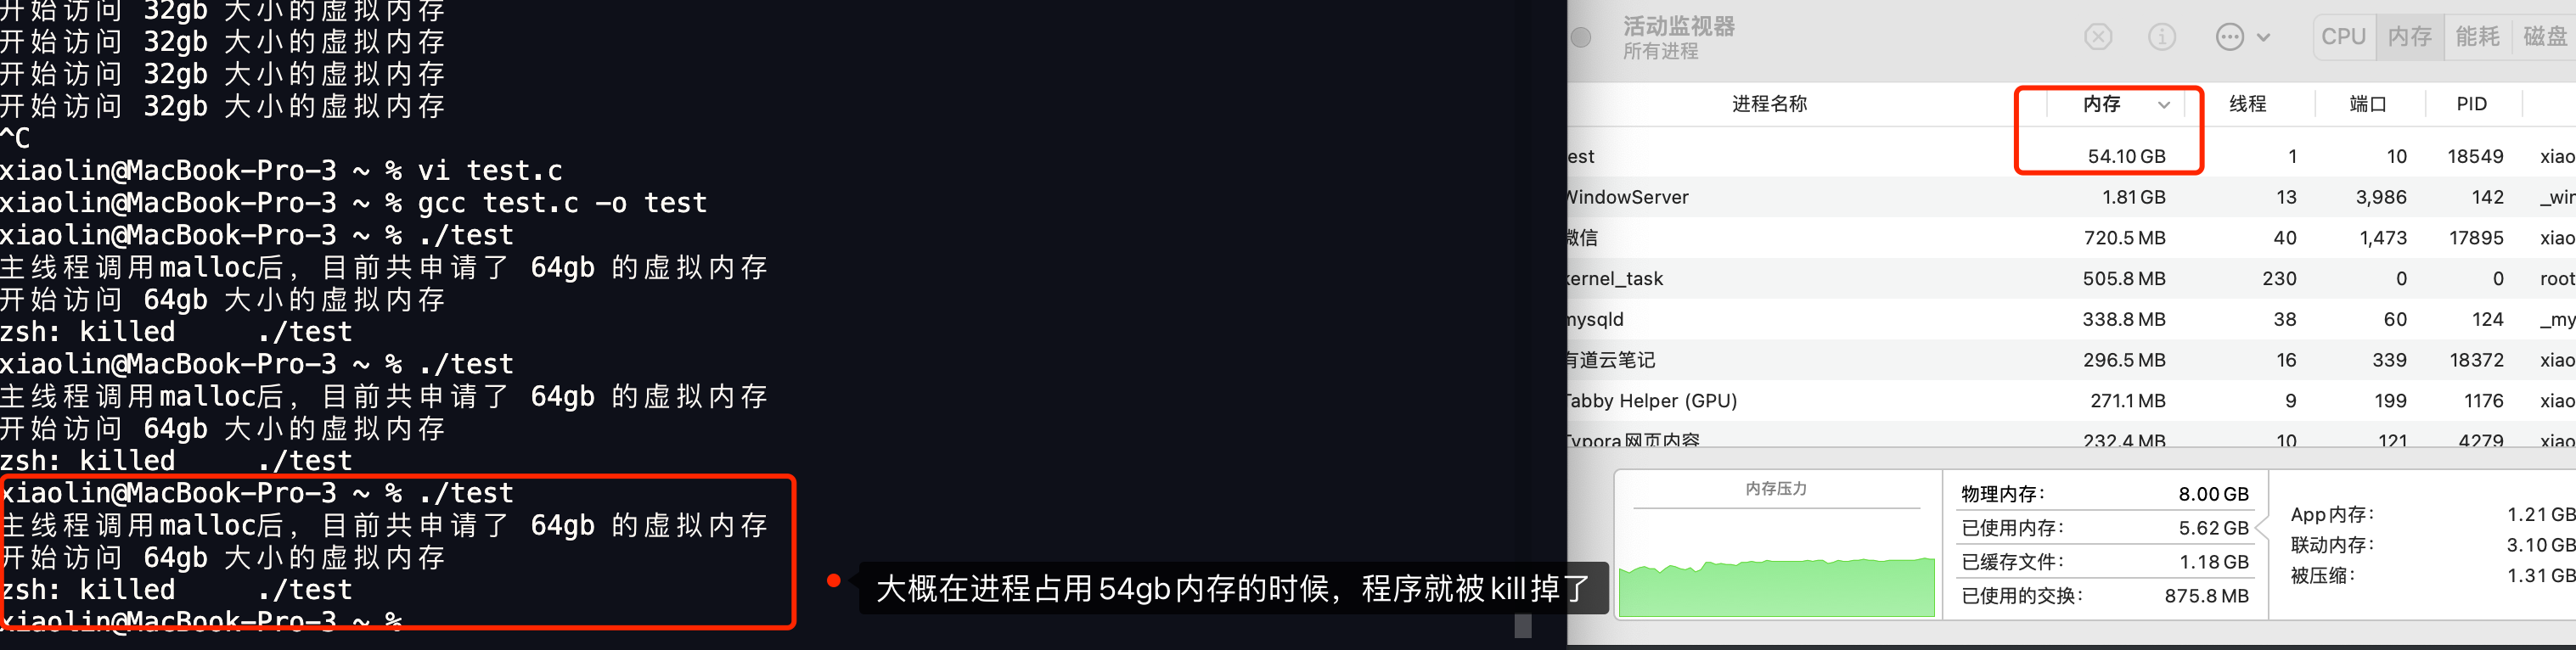 开始访问 32gb 大小的虚拟内存
开始访问 32gb 大小的虚拟内存
开始访问 32gb 大小的虚拟内存
开始访问 32gb 大小的虚拟内存
^C
xiaolin@MacBook-Pro-3 ~ % vi test.c
xiaolin@MacBook-Pro-3 ~ % gcc test.c -o test
xiaolin@MacBook-Pro-3 ~ % ./test
主线程调用malloc后，目前共申请了 64gb 的虚拟内存
开始访问 64gb 大小的虚拟内存
zsh: killed     ./test
xiaolin@MacBook-Pro-3 ~ % ./test
主线程调用malloc后，目前共申请了 64gb 的虚拟内存
开始访问 64gb 大小的虚拟内存
zsh: killed     ./test
xiaolin@MacBook-Pro-3 ~ % ./test
主线程调用malloc后，目前共申请了 64gb 的虚拟内存
开始访问 64gb 大小的虚拟内存
zsh: killed     ./test
xiaolin@MacBook-Pro-3 ~ %
大概在进程占用54gb内存的时候，程序就被kill掉了
活动监视器
所有进程
CPU 内存 能耗 磁盘
进程名称 内存 线程 端口 PID
est 54.10 GB 1 10 18549 xiao
WindowServer 1.81 GB 13 3,986 142 _win
微信 720.5 MB 40 1,473 17895 xiao
kernel_task 505.8 MB 230 0 0 root
mysqld 338.8 MB 38 60 124 _my
有道云笔记 296.5 MB 16 339 18372 xiao
Tabby Helper (GPU) 271.1 MB 9 199 1176 xiao
Typora网页内容 232.4 MB 10 121 4279 xiao
内存压力
物理内存： 8.00 GB
已使用内存： 5.62 GB
已缓存文件： 1.18 GB
已使用的交换： 875.8 MB
App内存： 1.21 GB
联动内存： 3.10 GB
被压缩： 1.31 GB